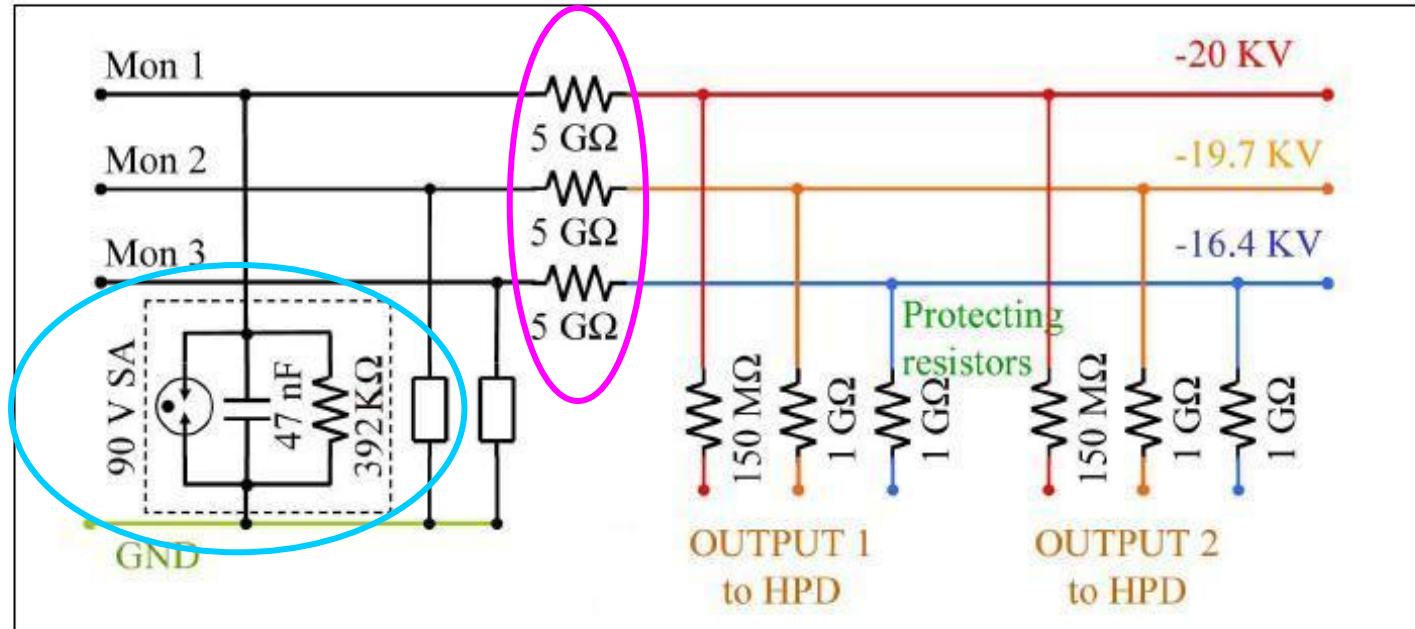 Mon 1
-20 KV
5 GΩ
Mon 2
-19.7 KV
5 GΩ
Mon 3
-16.4 KV
5 GΩ
90 V SA
47 nF
392KΩ
GND
Protecting
resistors
150 MΩ
1 GΩ
1 GΩ
150 MΩ
1 GΩ
1 GΩ
OUTPUT 1
to HPD
OUTPUT 2
to HPD